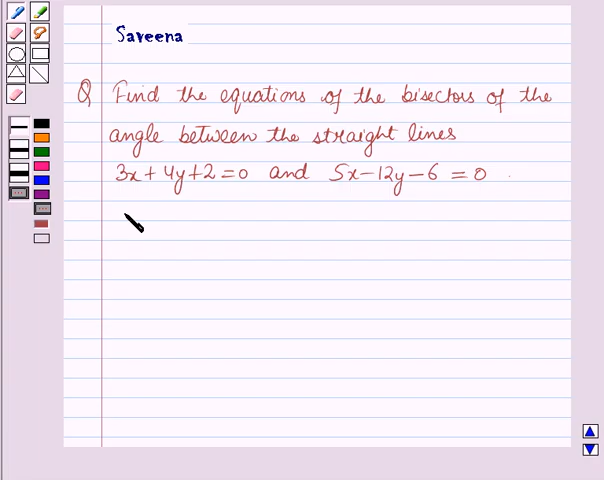 Saveena
Q Find the equations of the bisectors of the
angle between the straight lines
3x+4y+2=0 and 5x-12y-6=0.